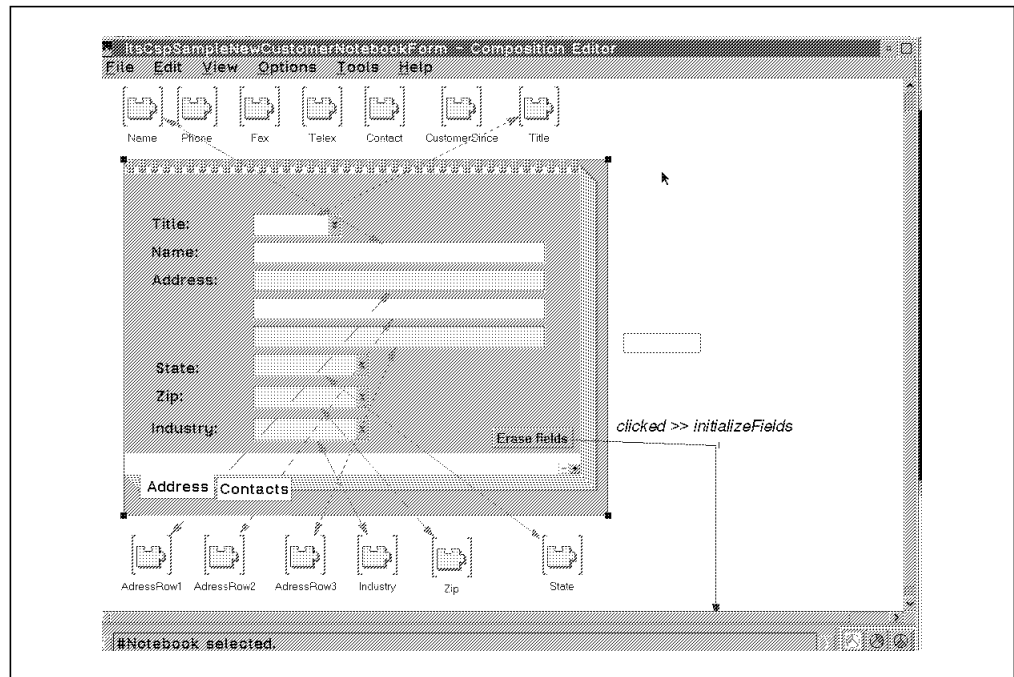 ItsCspSampleNewCustomerNotebookForm - Composition Editor
File Edit View Options Tools Help
Name Phone Fax Telex Contact CustomerSince Title
Title:
Name:
Address:
State:
Zip:
Industry:
Erase fields
clicked >> initializeFields
Address Contacts
AdressRow1 AdressRow2 AdressRow3 Industry Zip State
#Notebook selected.